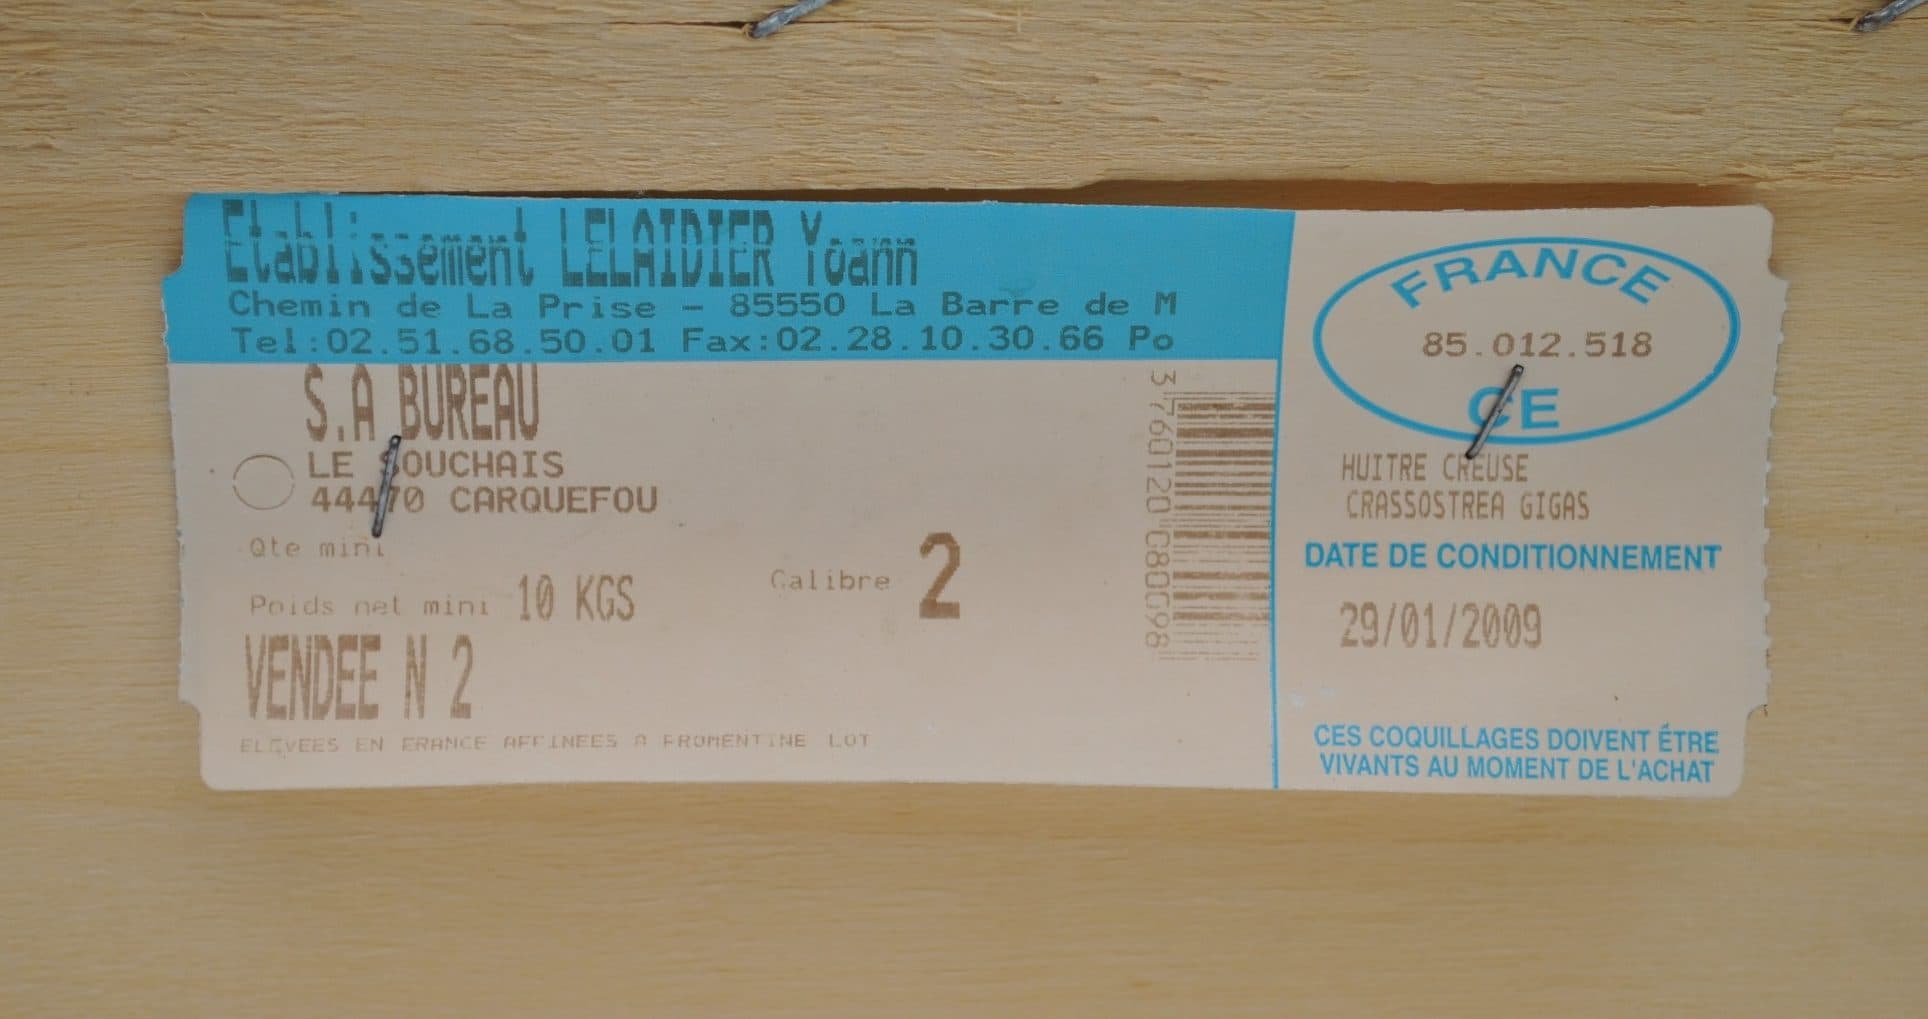 Etablissement LELAIDIER Yoann
Chemin de La Prise - 85550 La Barre de M
Tel:02.51.68.50.01 Fax:02.28.10.30.66 Po
S.A BUREAU
LE SOUCHAIS
44470 CARQUEFOU
Qte mini
Poids net mini 10 KGS
Calibre 2
VENDEE N 2
ELEVEES EN FRANCE AFFINEES A FROMENTINE LOT
3760120080098
FRANCE
85.012.518
CE
HUITRE CREUSE
CRASSOSTREA GIGAS
DATE DE CONDITIONNEMENT
29/01/2009
CES COQUILLAGES DOIVENT ÊTRE
VIVANTS AU MOMENT DE L'ACHAT